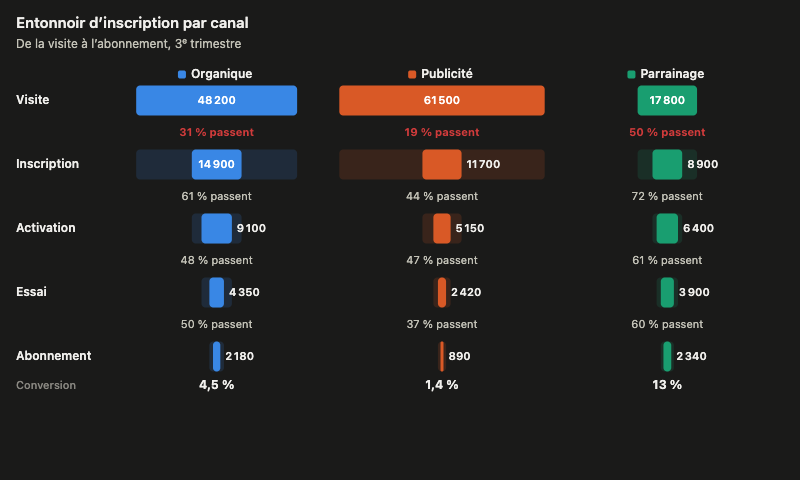 Entonnoir d’inscription par canal
De la visite à l’abonnement, 3ᵉ trimestre
Organique Publicité Parrainage
Visite 48 200 61 500 17 800
31 % passent 19 % passent 50 % passent
Inscription 14 900 11 700 8 900
61 % passent 44 % passent 72 % passent
Activation 9 100 5 150 6 400
48 % passent 47 % passent 61 % passent
Essai 4 350 2 420 3 900
50 % passent 37 % passent 60 % passent
Abonnement 2 180 890 2 340
Conversion 4,5 % 1,4 % 13 %